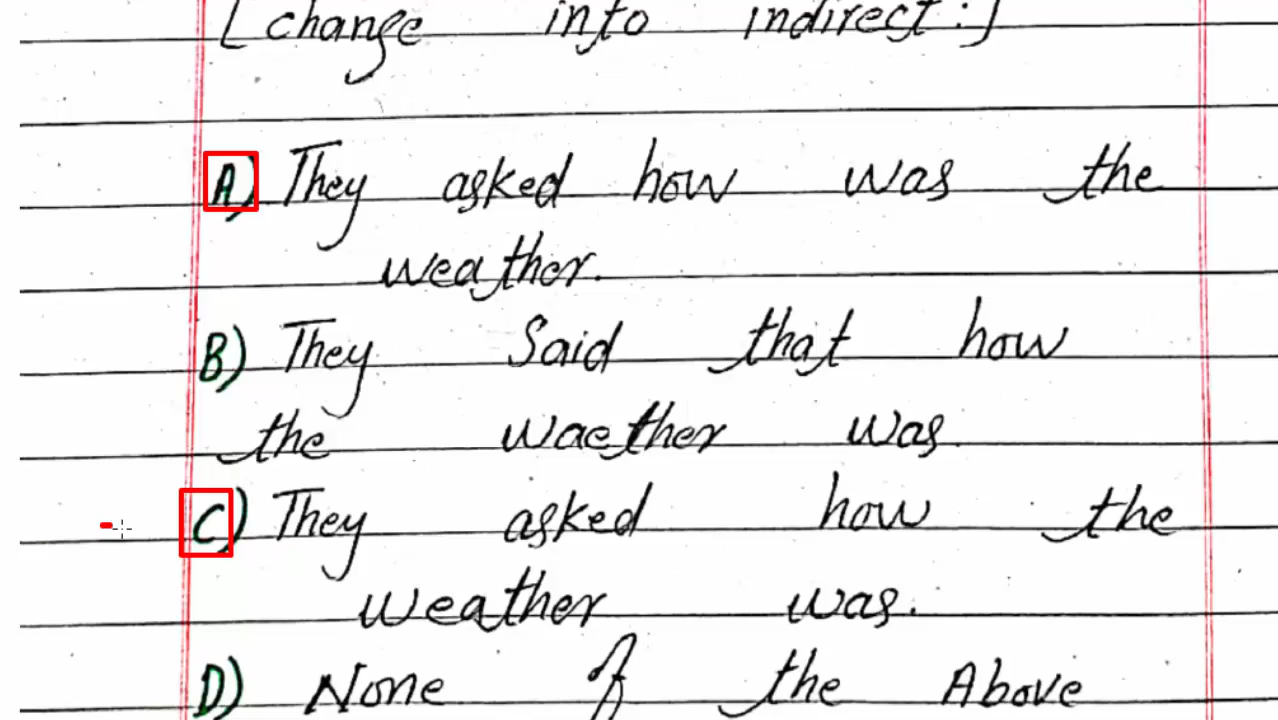 [change into indirect:]
A) They asked how was the
weather.
B) They Said that how
the waether was.
C) They asked how the
weather was.
D) None of the Above